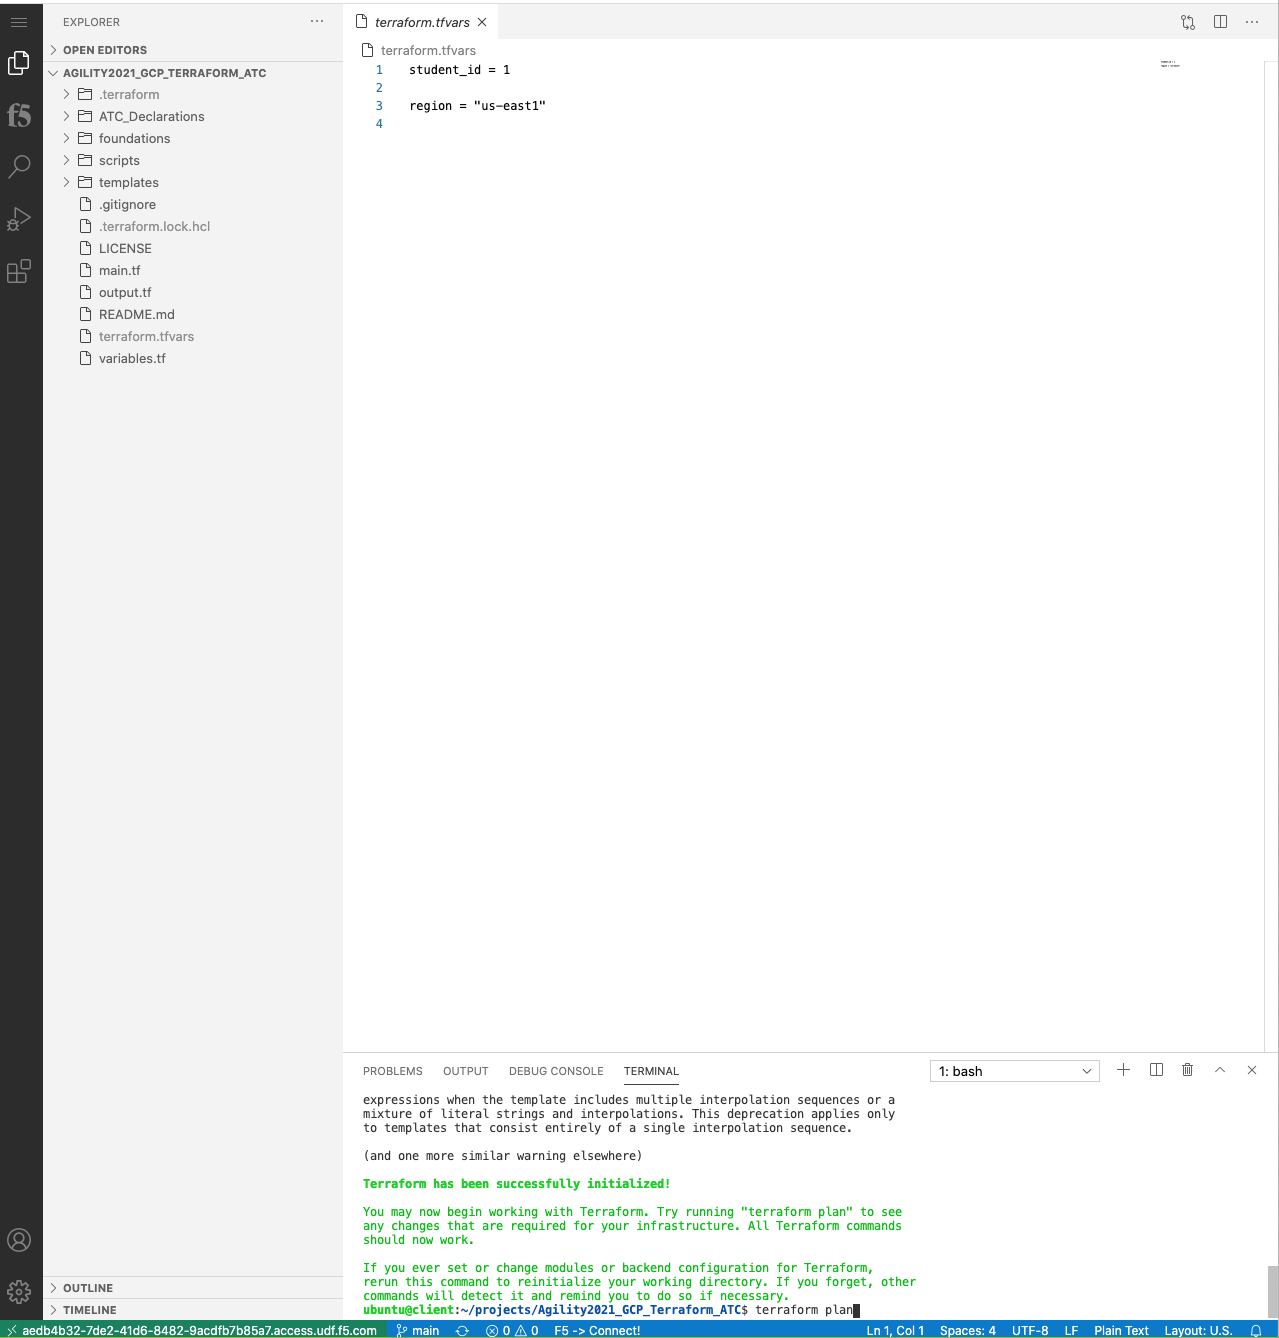 EXPLORER
OPEN EDITORS
AGILITY2021_GCP_TERRAFORM_ATC
.terraform
ATC_Declarations
foundations
scripts
templates
.gitignore
.terraform.lock.hcl
LICENSE
main.tf
output.tf
README.md
terraform.tfvars
variables.tf
OUTLINE
TIMELINE
f5
terraform.tfvars
terraform.tfvars
1 student_id = 1
2
3 region = "us-east1"
4
PROBLEMS OUTPUT DEBUG CONSOLE TERMINAL 1: bash
expressions when the template includes multiple interpolation sequences or a
mixture of literal strings and interpolations. This deprecation applies only
to templates that consist entirely of a single interpolation sequence.
(and one more similar warning elsewhere)
Terraform has been successfully initialized!
You may now begin working with Terraform. Try running "terraform plan" to see
any changes that are required for your infrastructure. All Terraform commands
should now work.
If you ever set or change modules or backend configuration for Terraform,
rerun this command to reinitialize your working directory. If you forget, other
commands will detect it and remind you to do so if necessary.
ubuntu@client:~/projects/Agility2021_GCP_Terraform_ATC$ terraform plan
aedb4b32-7de2-41d6-8482-9acdfb7b85a7.access.udf.f5.com main 0 0 F5 -> Connect! Ln 1, Col 1 Spaces: 4 UTF-8 LF Plain Text Layout: U.S.